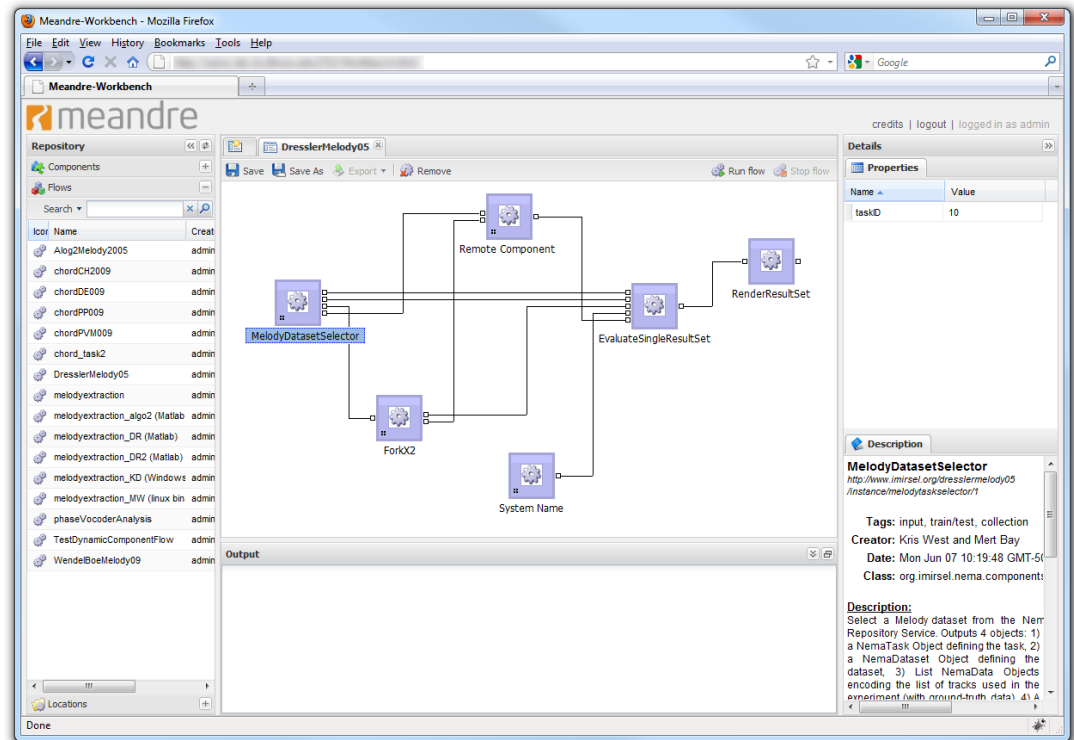 Meandre-Workbench - Mozilla Firefox
File Edit View History Bookmarks Tools Help
Google
Meandre-Workbench
meandre
credits | logout | logged in as admin
Repository
Components
Flows
Search
Icor Name Creat
Alog2Melody2005 admin
chordCH2009 admin
chordDE009 admin
chordPP009 admin
chordPVM009 admin
chord_task2 admin
DresslerMelody05 admin
melodyextraction admin
melodyextraction_algo2 (Matlab admin
melodyextraction_DR (Matlab) admin
melodyextraction_DR2 (Matlab) admin
melodyextraction_KD (Windows admin
melodyextraction_MW (linux bin admin
phaseVocoderAnalysis admin
TestDynamicComponentFlow admin
WendelBoeMelody09 admin
Locations
DresslerMelody05
Save Save As Export Remove Run flow Stop flow
Remote Component
RenderResultSet
MelodyDatasetSelector
EvaluateSingleResultSet
ForkX2
System Name
Output
Details
Properties
Name Value
taskID 10
Description
MelodyDatasetSelector
http://www.imirsel.org/dresslermelody05
/instance/melodytaskselector/1
Tags: input, train/test, collection
Creator: Kris West and Mert Bay
Date: Mon Jun 07 10:19:48 GMT-50
Class: org.imirsel.nema.components
Description:
Select a Melody dataset from the Nem
Repository Service. Outputs 4 objects: 1)
a NemaTask Object defining the task, 2)
a NemaDataset Object defining the
dataset, 3) List NemaData Objects
encoding the list of tracks used in the
experiment (with ground-truth data) 4) A
Done